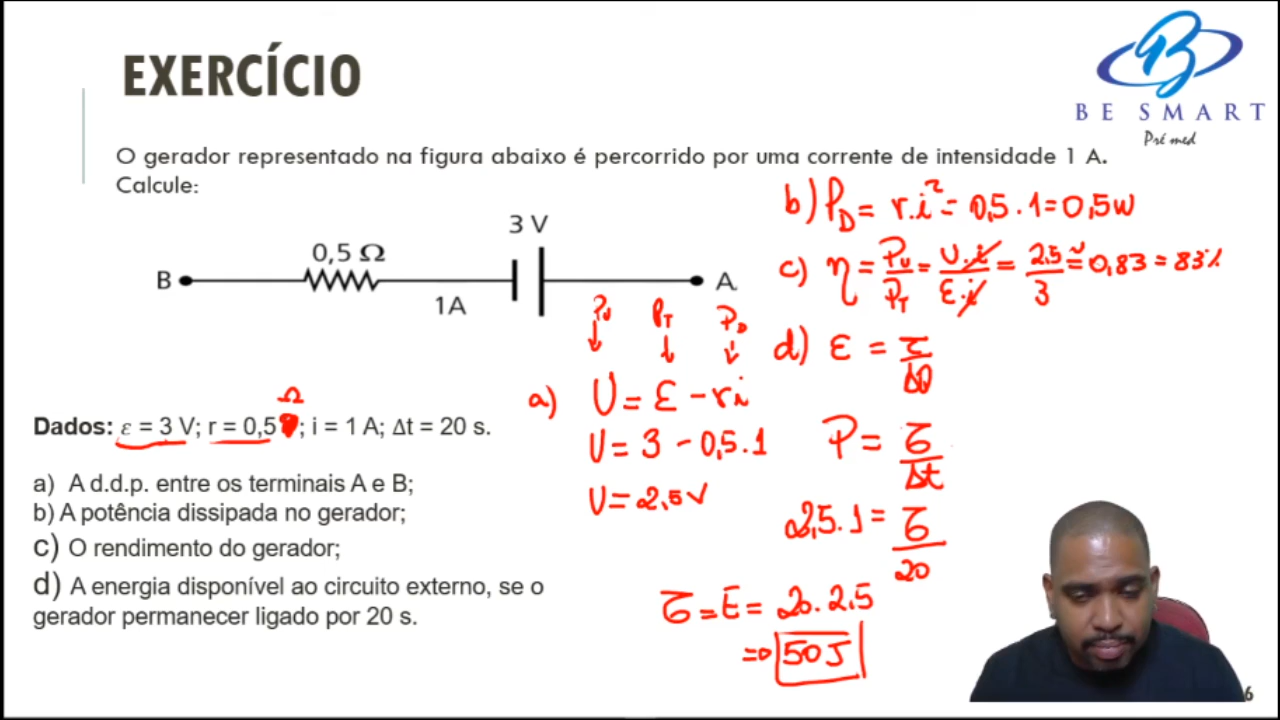 EXERCÍCIO
BE SMART
Pré med
O gerador representado na figura abaixo é percorrido por uma corrente de intensidade 1 A.
Calcule:
3 V
0,5 Ω
B
A
1A
Dados: ε = 3 V; r = 0,5 Ω; i = 1 A; Δt = 20 s.
a) A d.d.p. entre os terminais A e B;
b) A potência dissipada no gerador;
c) O rendimento do gerador;
d) A energia disponível ao circuito externo, se o
gerador permanecer ligado por 20 s.
PU PT PD
a) U = ε - ri
U = 3 - 0,5.1
U = 2,5 V
b) PD = r.i² = 0,5.1 = 0,5W
c) η = PU/PT = U.i/ε.i = 2,5/3 ≅ 0,83 = 83%
d) ε = τ/ΔQ
P = τ/Δt
2,5.1 = τ/20
τ = E = 20.2,5
=> 50 J
6